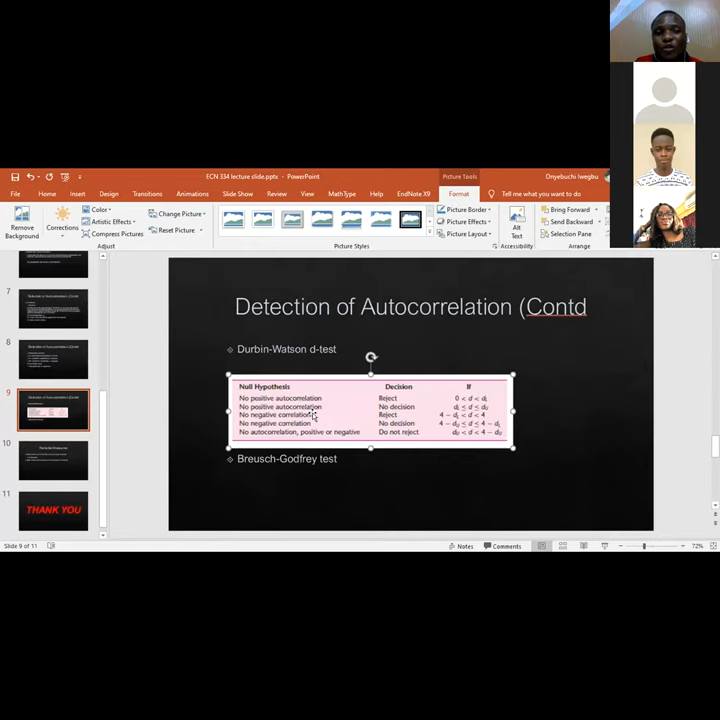 ECN 334 lecture slide.pptx - PowerPoint
Picture Tools
Onyebuchi Iwegbu
File Home Insert Design Transitions Animations Slide Show Review View MathType Help EndNote X9 Format Tell me what you want to do
Remove Background
Corrections
Color
Artistic Effects
Compress Pictures
Change Picture
Reset Picture
Picture Border
Picture Effects
Picture Layout
Alt Text
Bring Forward
Send Backward
Selection Pane
Adjust
Picture Styles
Accessibility
Arrange
7
8
9
10
11
THANK YOU
Detection of Autocorrelation (Contd
Durbin-Watson d-test
Null Hypothesis Decision If
No positive autocorrelation Reject 0 < d < dL
No positive autocorrelation No decision dL ≤ d ≤ dU
No negative correlation Reject 4 − dL < d < 4
No negative correlation No decision 4 − dU ≤ d ≤ 4 − dL
No autocorrelation, positive or negative Do not reject dU < d < 4 − dU
Breusch-Godfrey test
Slide 9 of 11
Notes
Comments
72%